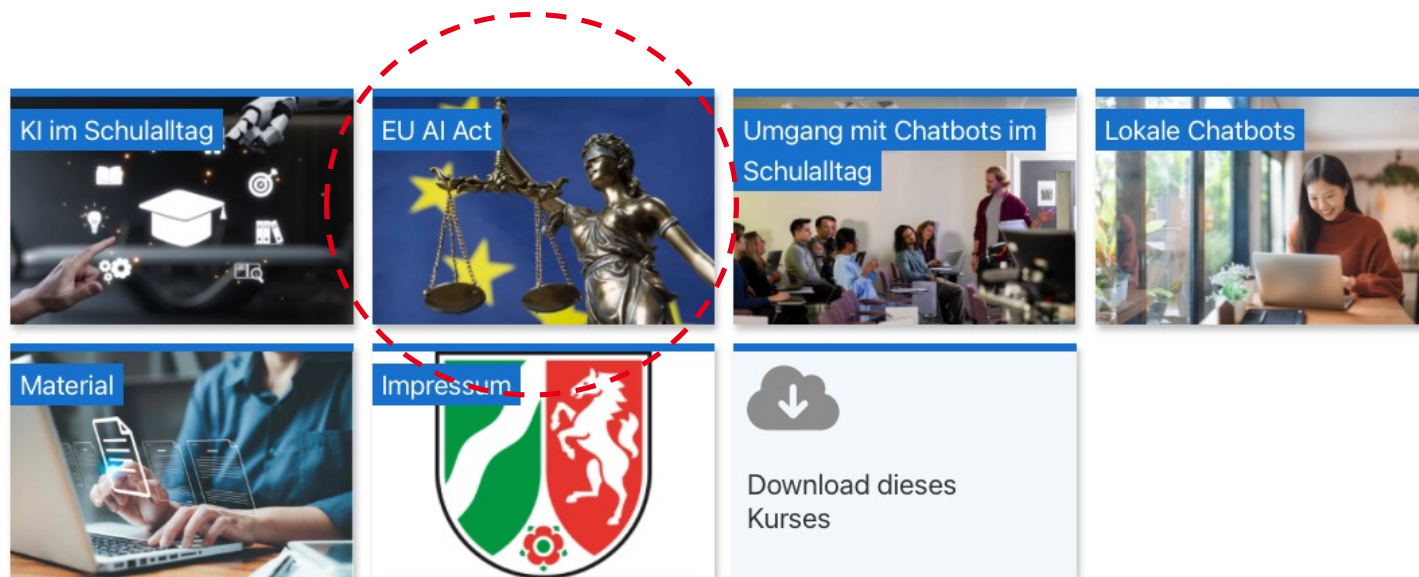 KI im Schulalltag
EU AI Act
Umgang mit Chatbots im
Schulalltag
Lokale Chatbots
Material
Impressum
Download dieses
Kurses